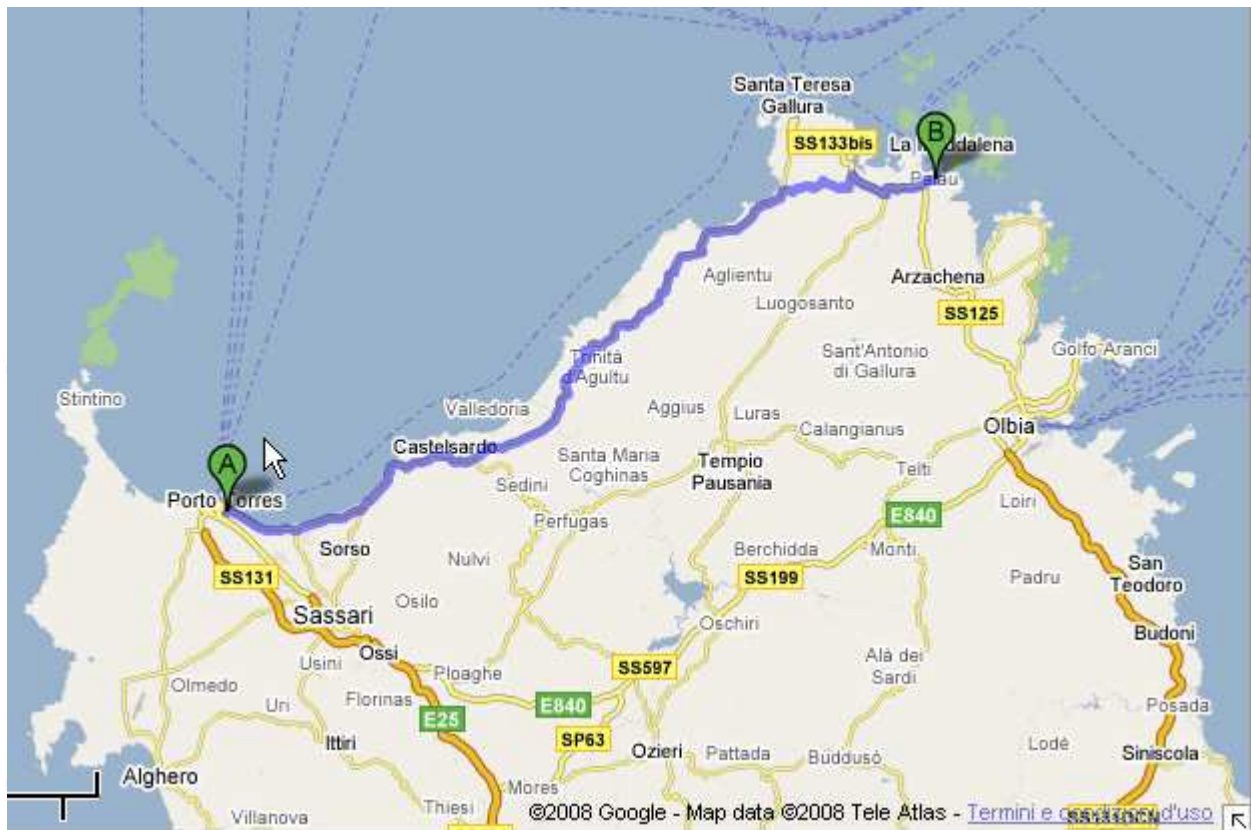 Santa Teresa
Gallura
SS133bis
B
La Maddalena
Palau
Aglientu
Arzachena
Luogosanto
SS125
Sant'Antonio
di Gallura
Golfo Aranci
Trinità
d'Agultu
Stintino
Valledoria
Aggius
Luras
Calangianus
Olbia
Castelsardo
A
Santa Maria
Coghinas
Tempio
Pausania
Telti
Sedini
Porto Torres
Perfugas
E840
Loiri
Sorso
Nulvi
Berchidda
Monti
SS131
SS199
Padru
San
Teodoro
Osilo
Sassari
Oschiri
Budoni
Ossi
Usini
Ploaghe
SS597
Alà dei
Sardi
Olmedo
Uri
Florinas
E25
E840
Posada
SP63
Ittiri
Ozieri
Pattada
Buddusò
Lodè
Siniscola
Alghero
Mores
Thiesi
Villanova
©2008 Google - Map data ©2008 Tele Atlas - Termini e condizioni d'uso